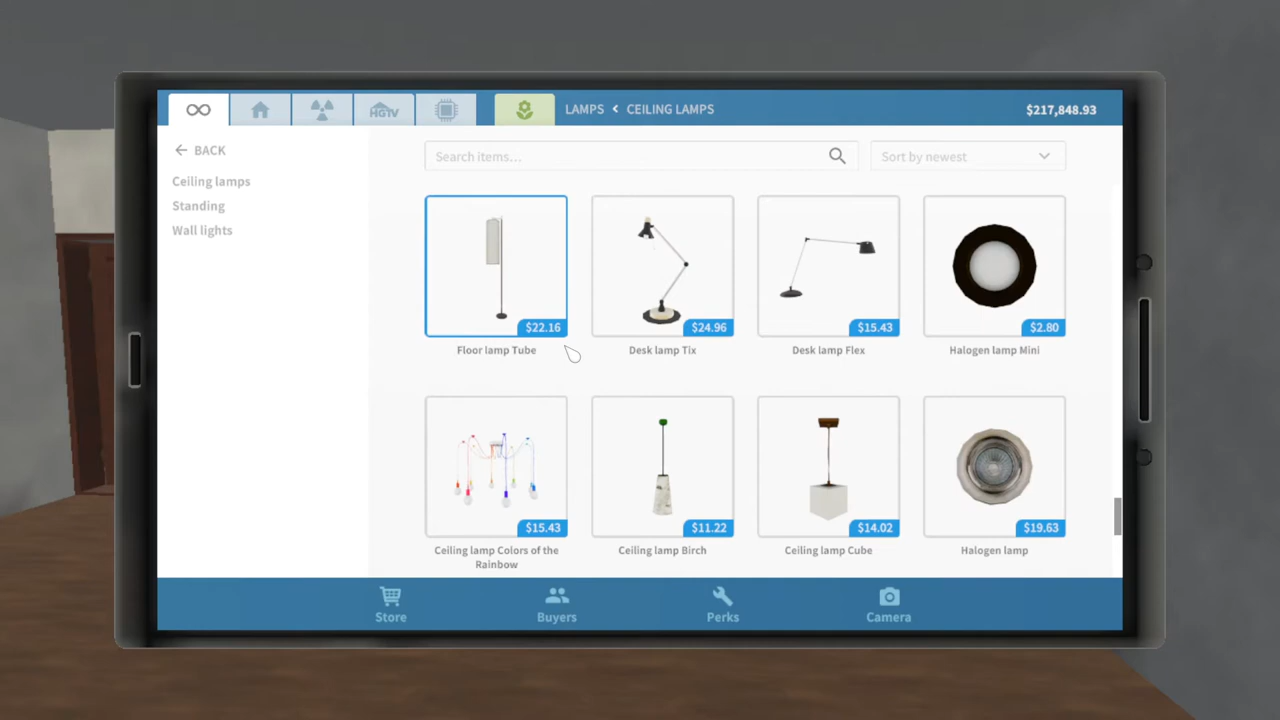 HGTV
LAMPS < CEILING LAMPS
$217,848.93
BACK
Ceiling lamps
Standing
Wall lights
Search items...
Sort by newest
$22.16
$24.96
$15.43
$2.80
Floor lamp Tube
Desk lamp Tix
Desk lamp Flex
Halogen lamp Mini
$15.43
$11.22
$14.02
$19.63
Ceiling lamp Colors of the
Rainbow
Ceiling lamp Birch
Ceiling lamp Cube
Halogen lamp
Store
Buyers
Perks
Camera